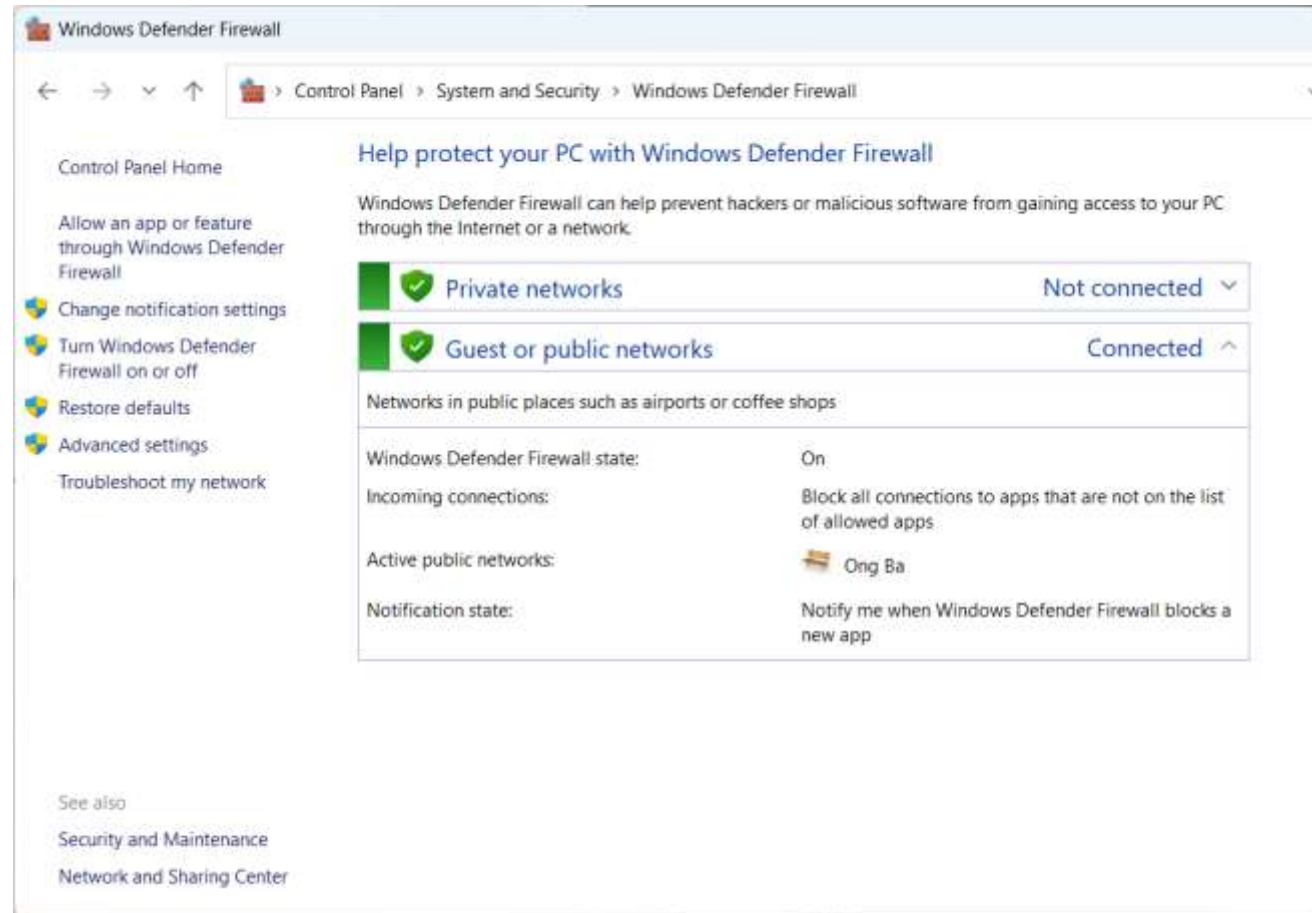 Windows Defender Firewall
Control Panel > System and Security > Windows Defender Firewall
Control Panel Home
Allow an app or feature
through Windows Defender
Firewall
Change notification settings
Turn Windows Defender
Firewall on or off
Restore defaults
Advanced settings
Troubleshoot my network
Help protect your PC with Windows Defender Firewall
Windows Defender Firewall can help prevent hackers or malicious software from gaining access to your PC
through the Internet or a network.
Private networks Not connected
Guest or public networks Connected
Networks in public places such as airports or coffee shops
Windows Defender Firewall state: On
Incoming connections: Block all connections to apps that are not on the list
of allowed apps
Active public networks: Ong Ba
Notification state: Notify me when Windows Defender Firewall blocks a
new app
See also
Security and Maintenance
Network and Sharing Center